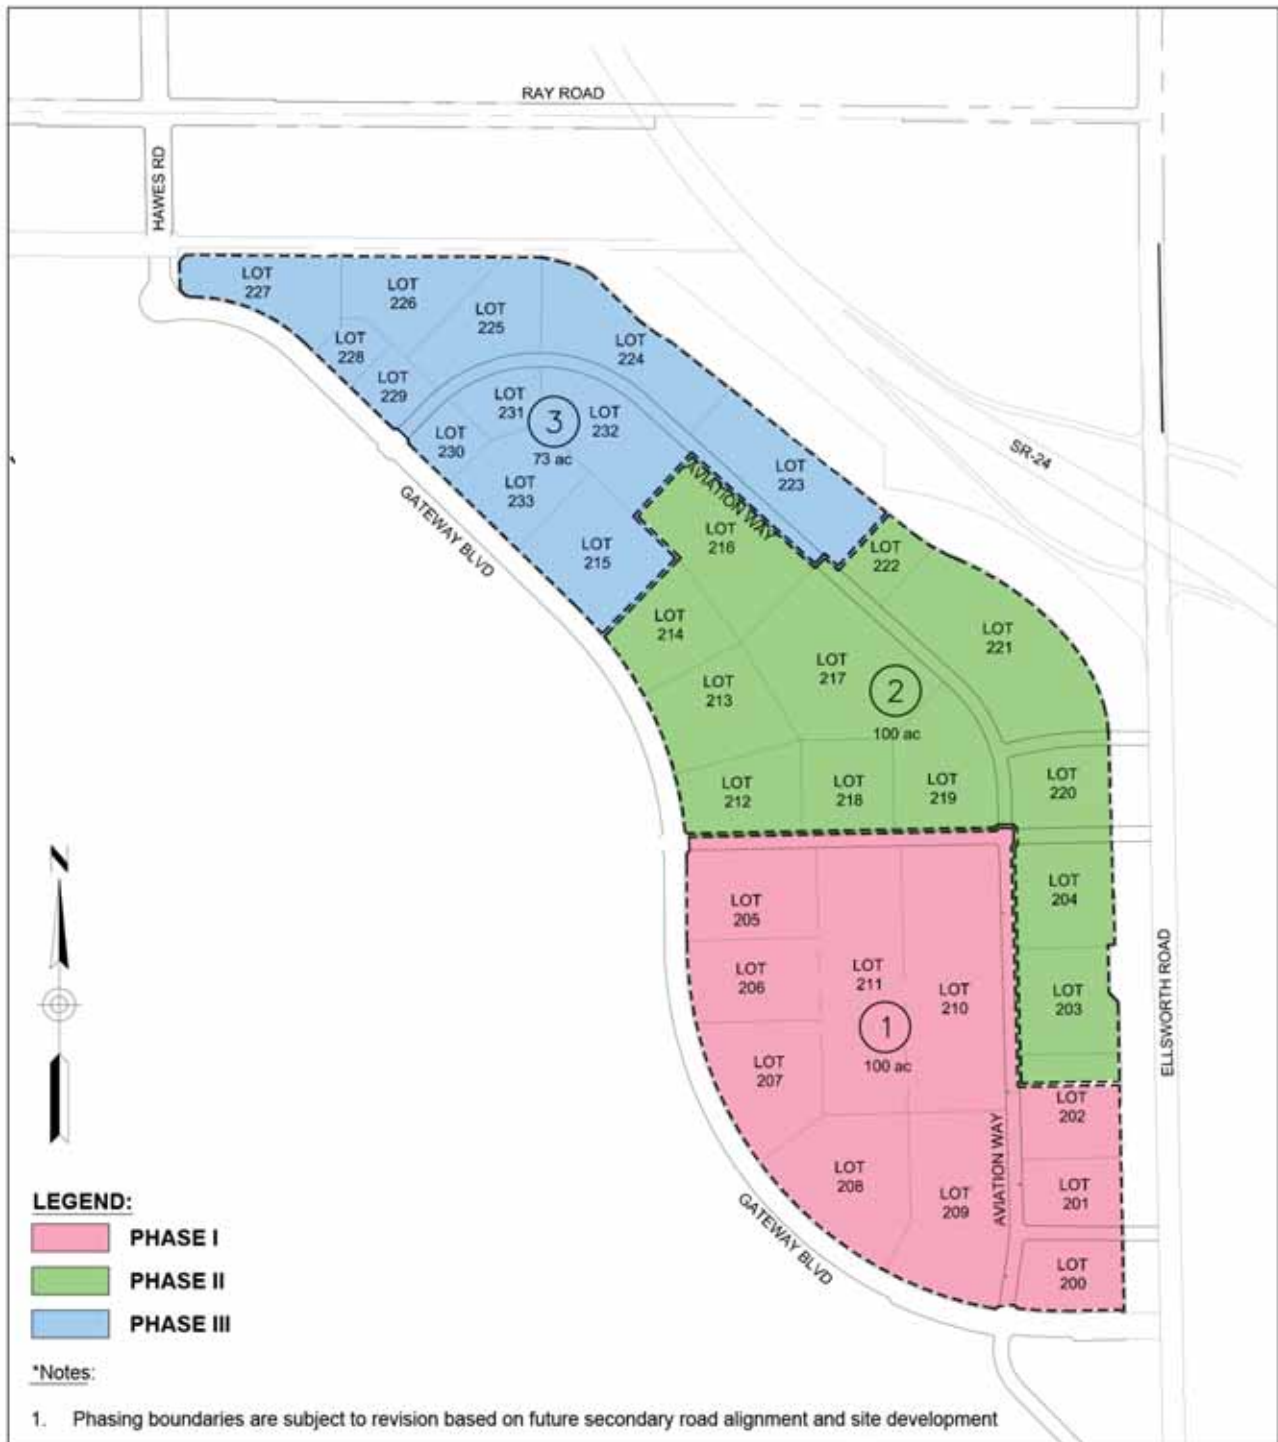 RAY ROAD
HAWES RD
LOT
227
LOT
226
LOT
225
LOT
224
LOT
228
LOT
229
LOT
231
LOT
232
3
73 ac
LOT
230
LOT
233
LOT
223
SR-24
AVIATION WAY
GATEWAY BLVD
LOT
215
LOT
216
LOT
222
LOT
214
LOT
221
LOT
217
LOT
213
2
100 ac
LOT
212
LOT
218
LOT
219
LOT
220
LOT
204
LOT
205
LOT
206
LOT
211
LOT
210
LOT
203
1
100 ac
LOT
207
ELLSWORTH ROAD
LOT
202
AVIATION WAY
LOT
208
LOT
209
LOT
201
LOT
200
GATEWAY BLVD
N
LEGEND:
PHASE I
PHASE II
PHASE III
*Notes:
1. Phasing boundaries are subject to revision based on future secondary road alignment and site development